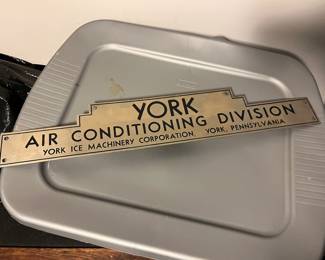 YORK
AIR CONDITIONING DIVISION
YORK ICE MACHINERY CORPORATION. YORK, PENNSYLVANIA